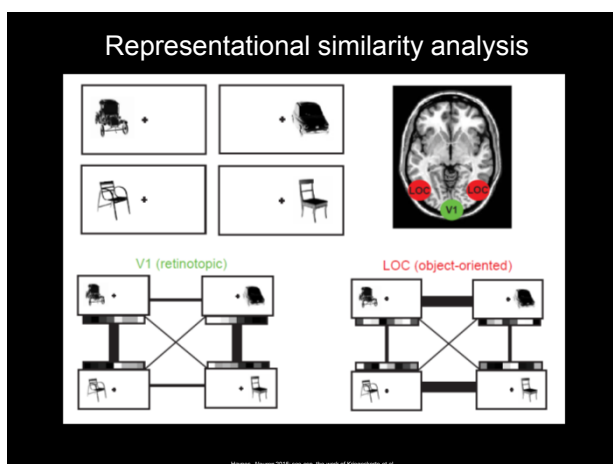 Representational similarity analysis
LOC
LOC
V1
V1 (retinotopic)
LOC (object-oriented)